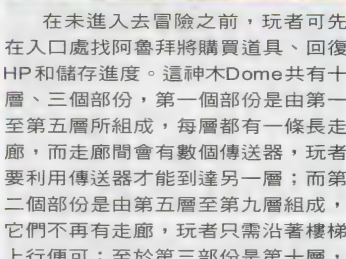 在未進入去冒險之前，玩者可先
在入口處找阿魯拜將購買道具、回復
HP和儲存進度。這神木Dome共有十
層、三個部份，第一個部份是由第一
至第五層所組成，每層都有一條長走
廊，而走廊間會有數個傳送器，玩者
要利用傳送器才能到達另一層；而第
二個部份是由第五層至第九層組成，
它們不再有走廊，玩者只需沿著樓梯
上行便可；至於第三部份是第十層，